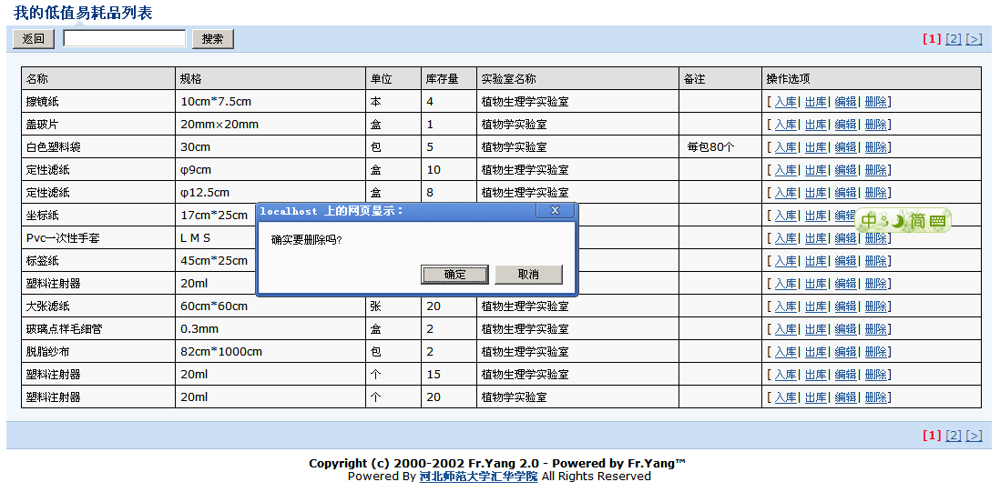 我的低值易耗品列表
返回 搜索 [1] [2] [>]
名称 规格 单位 库存量 实验室名称 备注 操作选项
擦镜纸 10cm*7.5cm 本 4 植物生理学实验室 [ 入库| 出库| 编辑| 删除]
盖玻片 20mm×20mm 盒 1 植物学实验室 [ 入库| 出库| 编辑| 删除]
白色塑料袋 30cm 包 5 植物学实验室 每包80个 [ 入库| 出库| 编辑| 删除]
定性滤纸 φ9cm 盒 10 植物生理学实验室 [ 入库| 出库| 编辑| 删除]
定性滤纸 φ12.5cm 盒 8 植物生理学实验室 [ 入库| 出库| 编辑| 删除]
坐标纸 17cm*25cm [ 入库| 出库| 编辑
Pvc一次性手套 L M S [ 入库| 出库| 编辑| 删除]
标签纸 45cm*25cm [ 入库| 出库| 编辑| 删除]
塑料注射器 20ml [ 入库| 出库| 编辑| 删除]
大张滤纸 60cm*60cm 张 20 植物生理学实验室 [ 入库| 出库| 编辑| 删除]
玻璃点样毛细管 0.3mm 盒 2 植物生理学实验室 [ 入库| 出库| 编辑| 删除]
脱脂纱布 82cm*1000cm 包 2 植物生理学实验室 [ 入库| 出库| 编辑| 删除]
塑料注射器 20ml 个 15 植物生理学实验室 [ 入库| 出库| 编辑| 删除]
塑料注射器 20ml 个 20 植物学实验室 [ 入库| 出库| 编辑| 删除]
localhost 上的网页显示：
确实要删除吗?
确定 取消
中 简
[1] [2] [>]
Copyright (c) 2000-2002 Fr.Yang 2.0 - Powered by Fr.Yang™
Powered By 河北师范大学汇华学院 All Rights Reserved